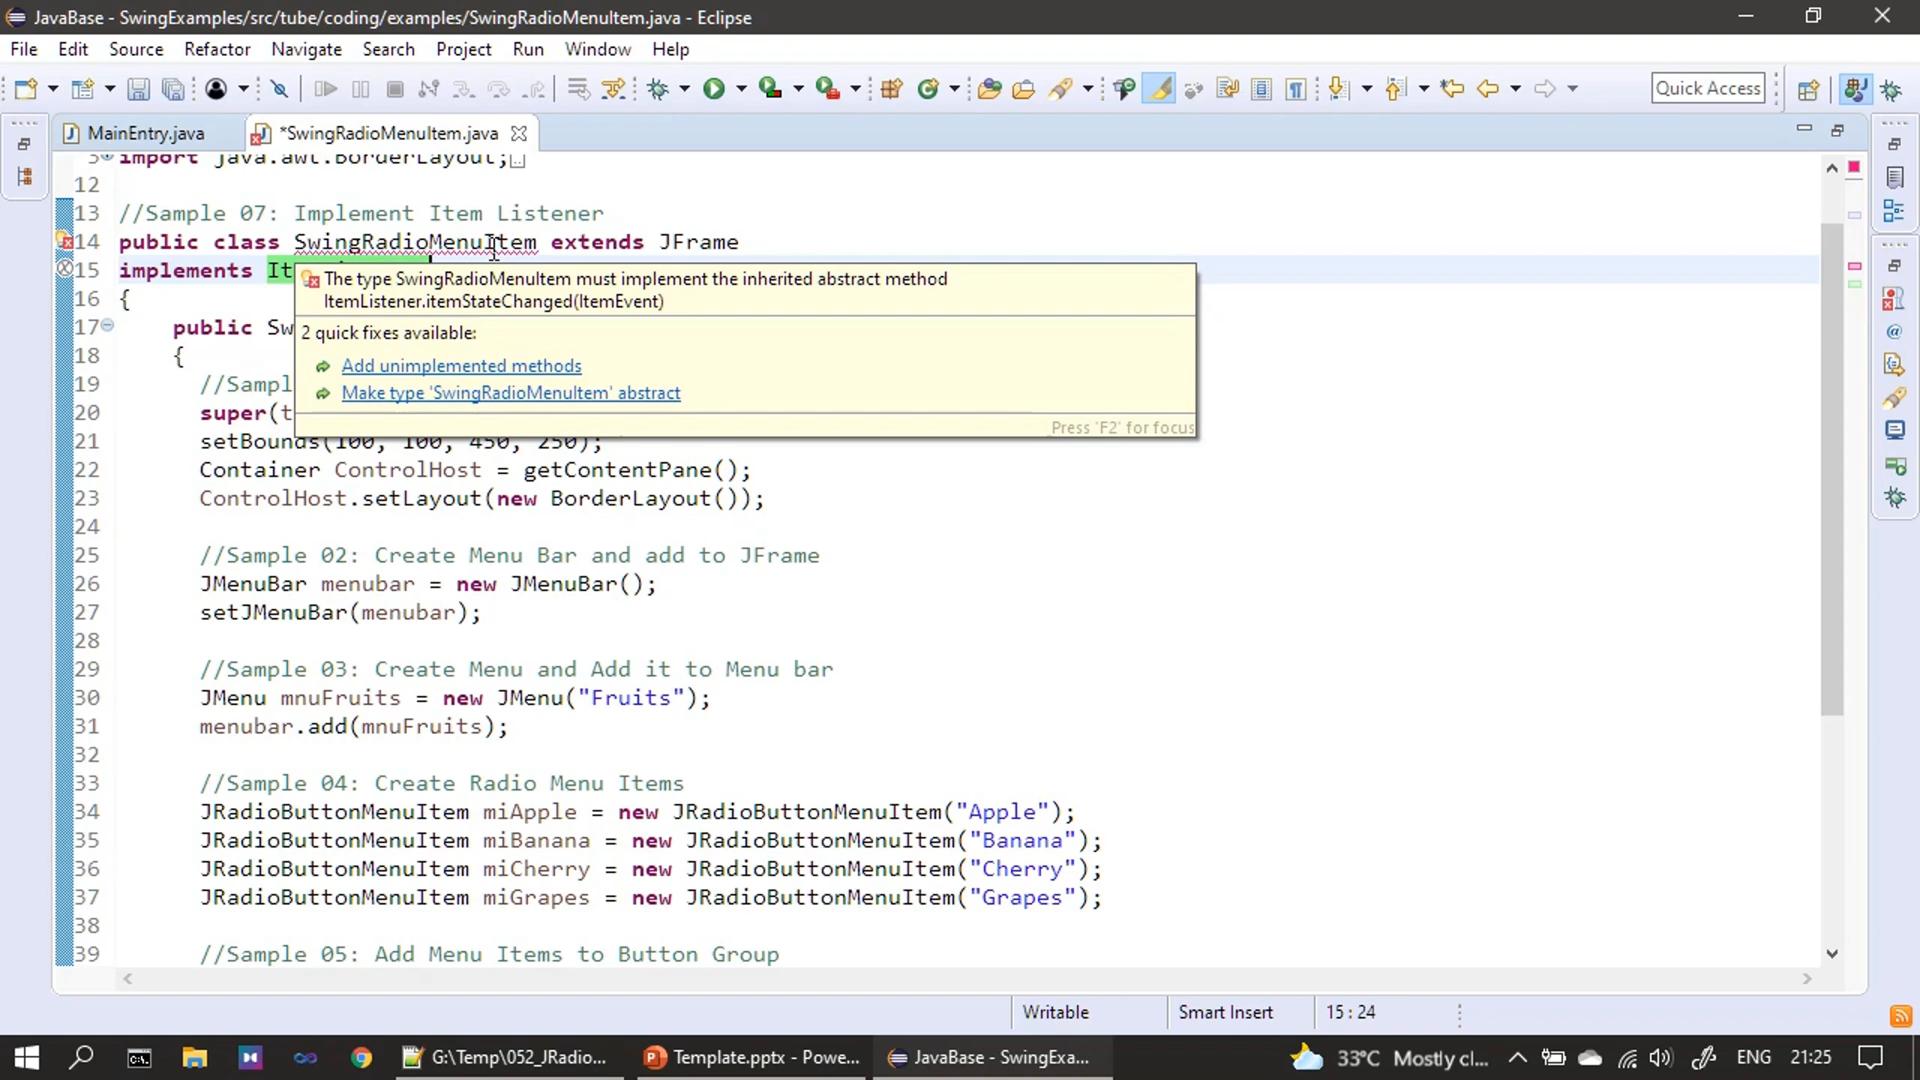 JavaBase - SwingExamples/src/tube/coding/examples/SwingRadioMenuItem.java - Eclipse
File Edit Source Refactor Navigate Search Project Run Window Help
Quick Access
MainEntry.java
*SwingRadioMenuItem.java
import java.awt.BorderLayout;
12
13 //Sample 07: Implement Item Listener
14 public class SwingRadioMenuItem extends JFrame
15 implements It
The type SwingRadioMenuItem must implement the inherited abstract method
ItemListener.itemStateChanged(ItemEvent)
2 quick fixes available:
Add unimplemented methods
Make type 'SwingRadioMenuItem' abstract
Press 'F2' for focus
16 {
17 public Sw
18 {
19 //Sampl
20 super(t
21 setBounds(100, 100, 450, 250);
22 Container ControlHost = getContentPane();
23 ControlHost.setLayout(new BorderLayout());
24
25 //Sample 02: Create Menu Bar and add to JFrame
26 JMenuBar menubar = new JMenuBar();
27 setJMenuBar(menubar);
28
29 //Sample 03: Create Menu and Add it to Menu bar
30 JMenu mnuFruits = new JMenu("Fruits");
31 menubar.add(mnuFruits);
32
33 //Sample 04: Create Radio Menu Items
34 JRadioButtonMenuItem miApple = new JRadioButtonMenuItem("Apple");
35 JRadioButtonMenuItem miBanana = new JRadioButtonMenuItem("Banana");
36 JRadioButtonMenuItem miCherry = new JRadioButtonMenuItem("Cherry");
37 JRadioButtonMenuItem miGrapes = new JRadioButtonMenuItem("Grapes");
38
39 //Sample 05: Add Menu Items to Button Group
Writable Smart Insert 15 : 24
G:\Temp\052_JRadio... Template.pptx - Powe... JavaBase - SwingExa... 33°C Mostly cl... ENG 21:25